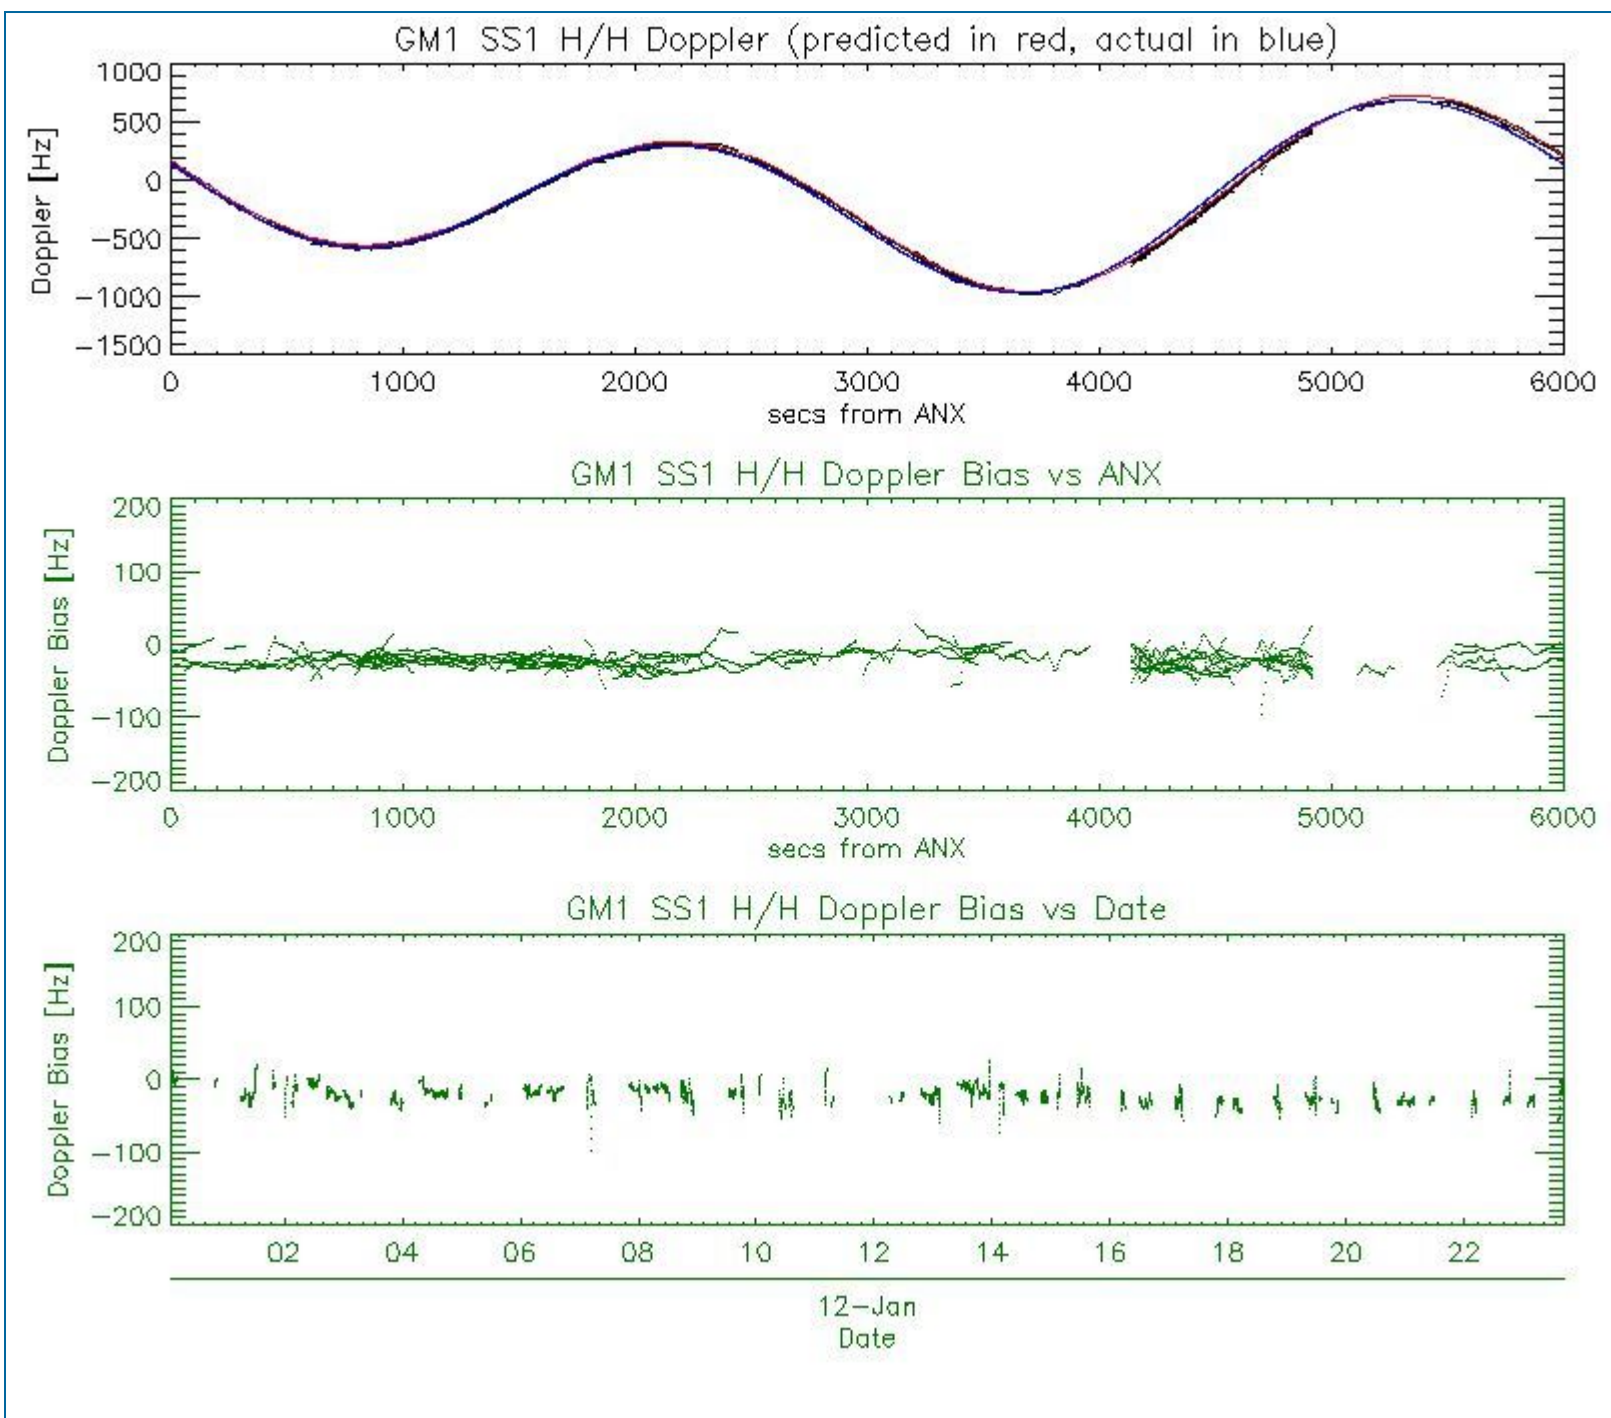 GM1 SS1 H/H Doppler (predicted in red, actual in blue)
Doppler [Hz]
1000
500
0
−500
−1000
−1500
0 1000 2000 3000 4000 5000 6000
secs from ANX
GM1 SS1 H/H Doppler Bias vs ANX
Doppler Bias [Hz]
200
100
0
−100
−200
0 1000 2000 3000 4000 5000 6000
secs from ANX
GM1 SS1 H/H Doppler Bias vs Date
Doppler Bias [Hz]
200
100
0
−100
−200
02 04 06 08 10 12 14 16 18 20 22
12−Jan
Date